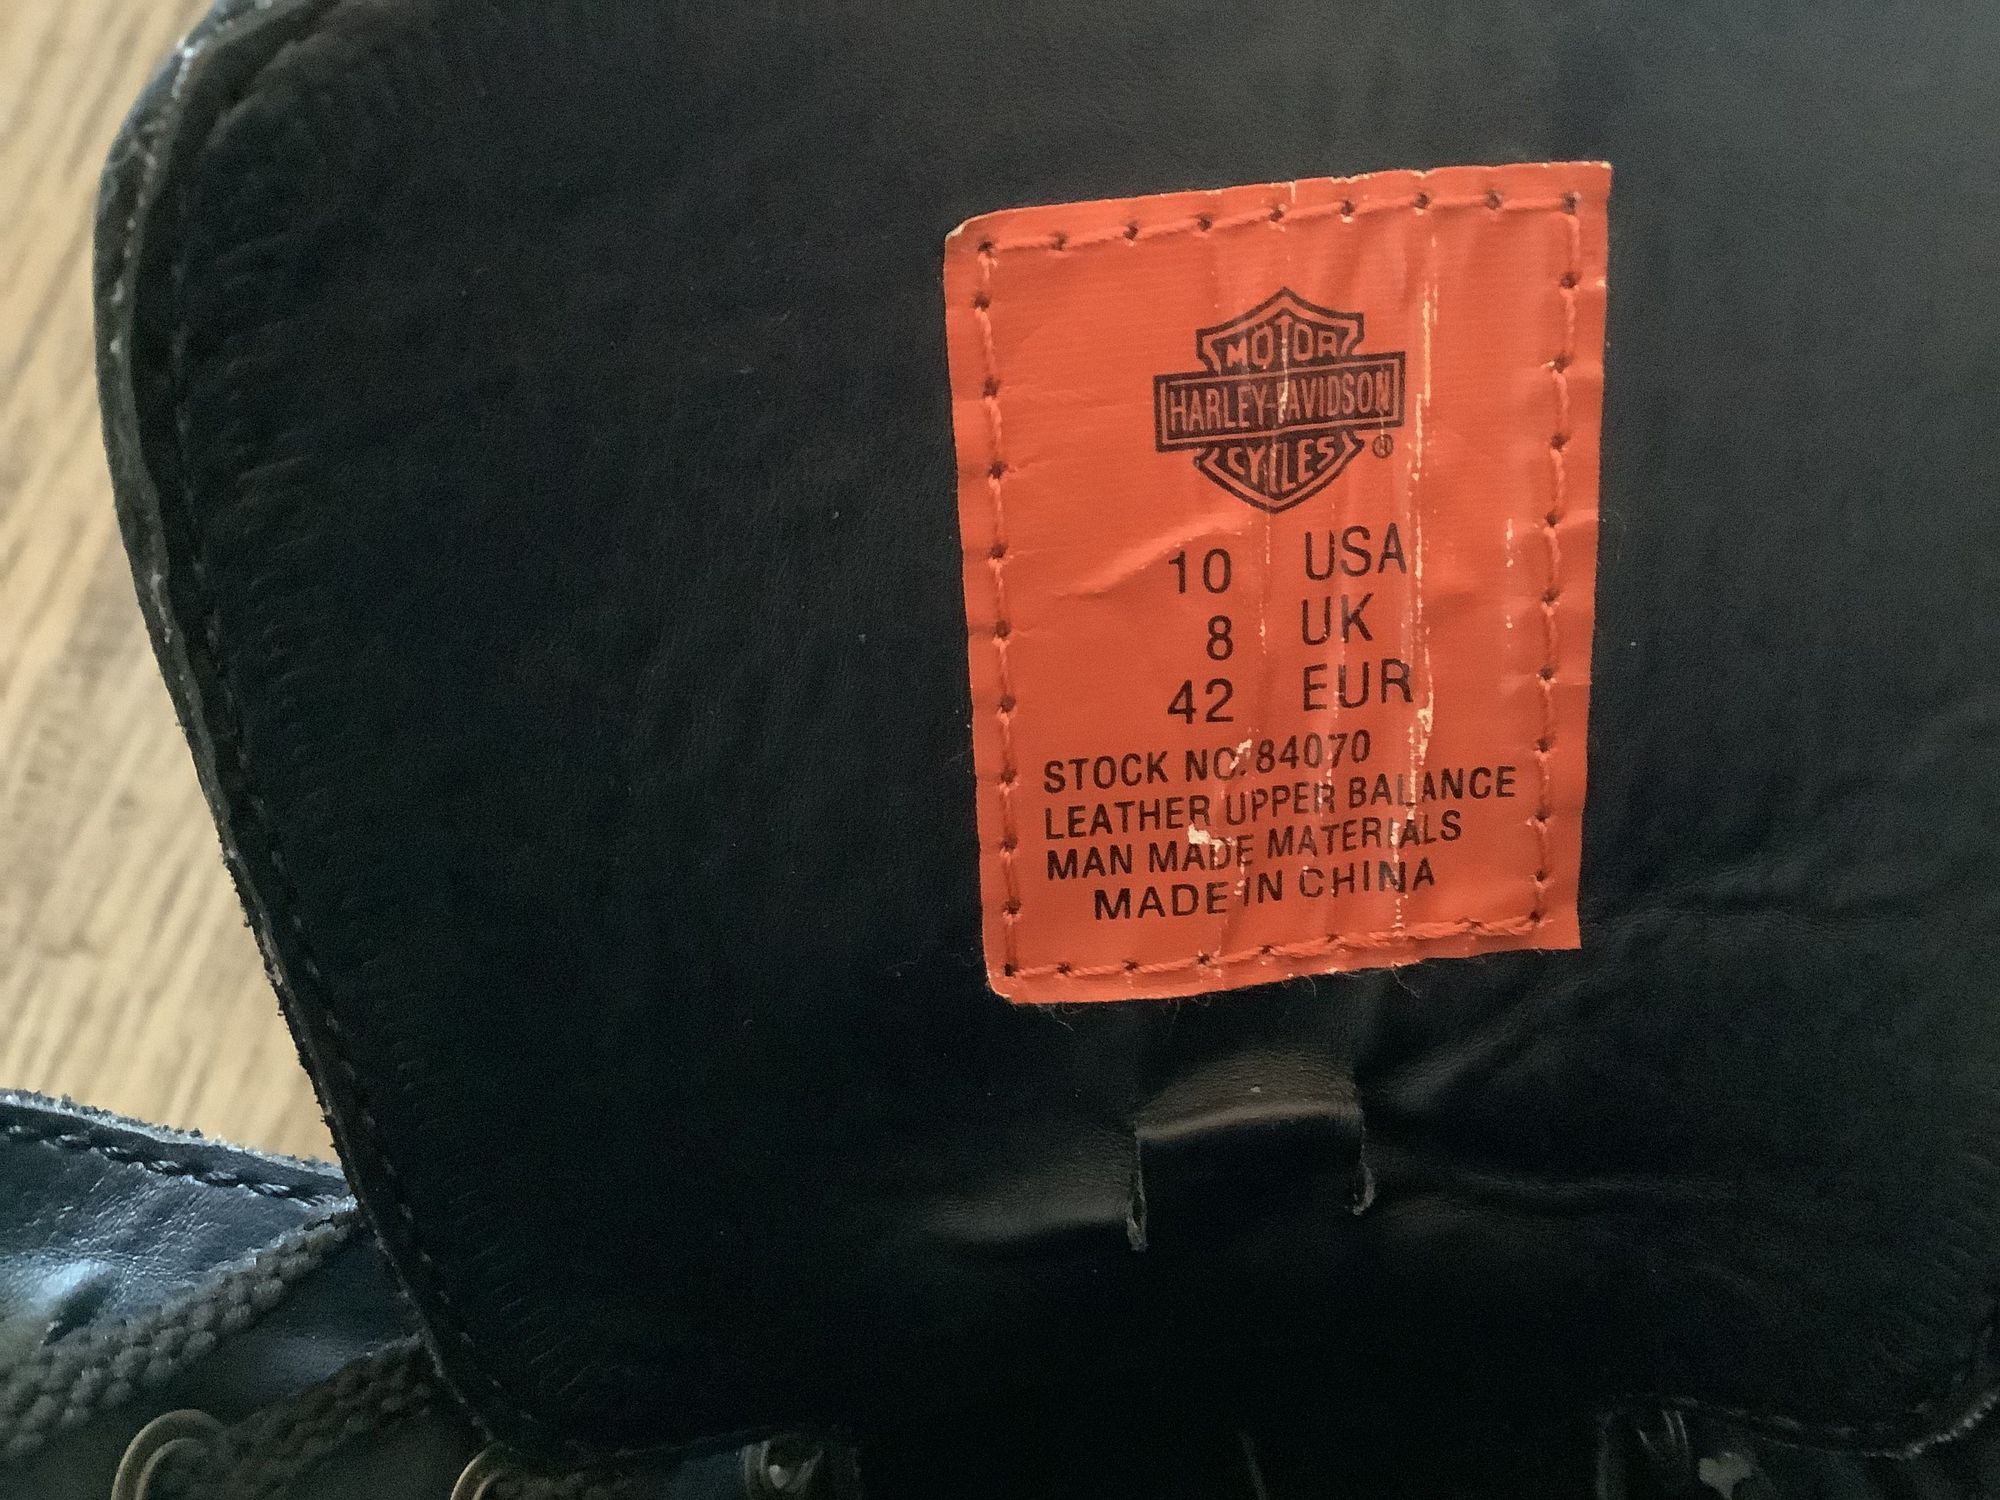 MOTOR
HARLEY-DAVIDSON
CYCLES
®
10 USA
8 UK
42 EUR
STOCK NO.84070
LEATHER UPPER BALANCE
MAN MADE MATERIALS
MADE IN CHINA